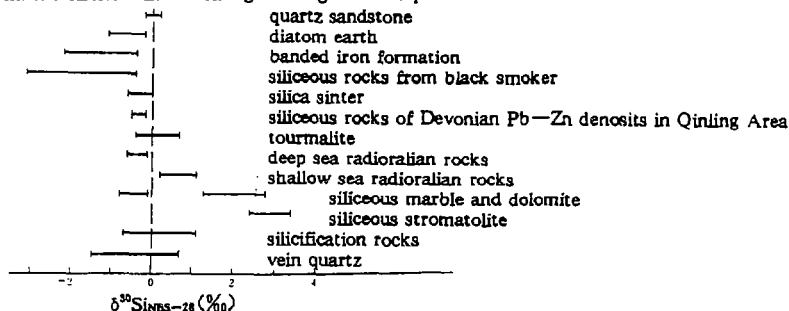 quartz sandstone
diatom earth
banded iron formation
siliceous rocks from black smoker
silica sinter
siliceous rocks of Devonian Pb—Zn denosits in Qinling Area
tourmalite
deep sea radioralian rocks
shallow sea radioralian rocks
siliceous marble and dolomite
siliceous stromatolite
silicification rocks
vein quartz
-2 0 2 4
δ³⁰Si NBS-28 (‰)